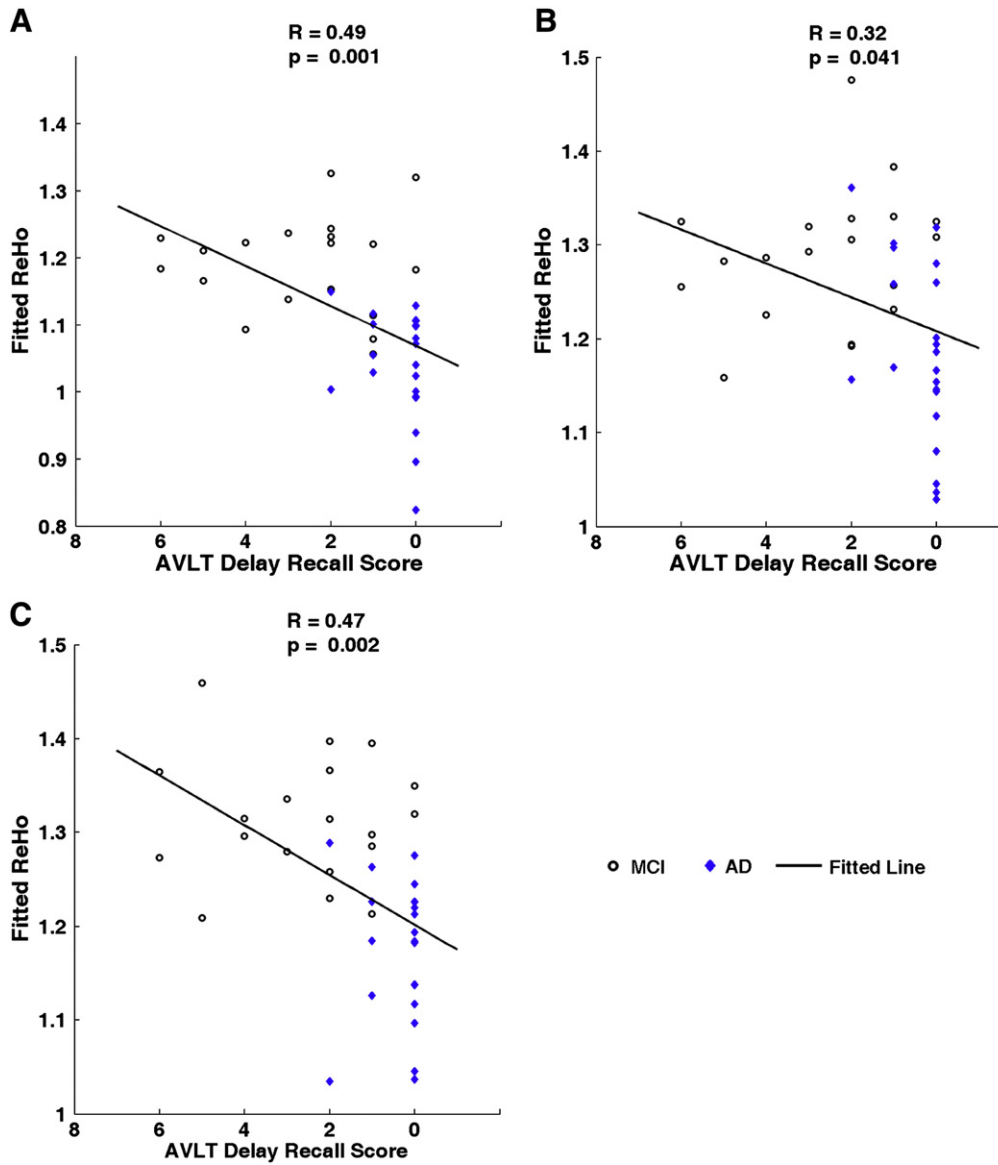 A
R = 0.49
p = 0.001
1.4
1.3
1.2
1.1
1
0.9
0.8
Fitted ReHo
8 6 4 2 0
AVLT Delay Recall Score
B
R = 0.32
p = 0.041
1.5
1.4
1.3
1.2
1.1
1
Fitted ReHo
8 6 4 2 0
AVLT Delay Recall Score
C
R = 0.47
p = 0.002
1.5
1.4
1.3
1.2
1.1
1
Fitted ReHo
8 6 4 2 0
AVLT Delay Recall Score
MCI AD Fitted Line